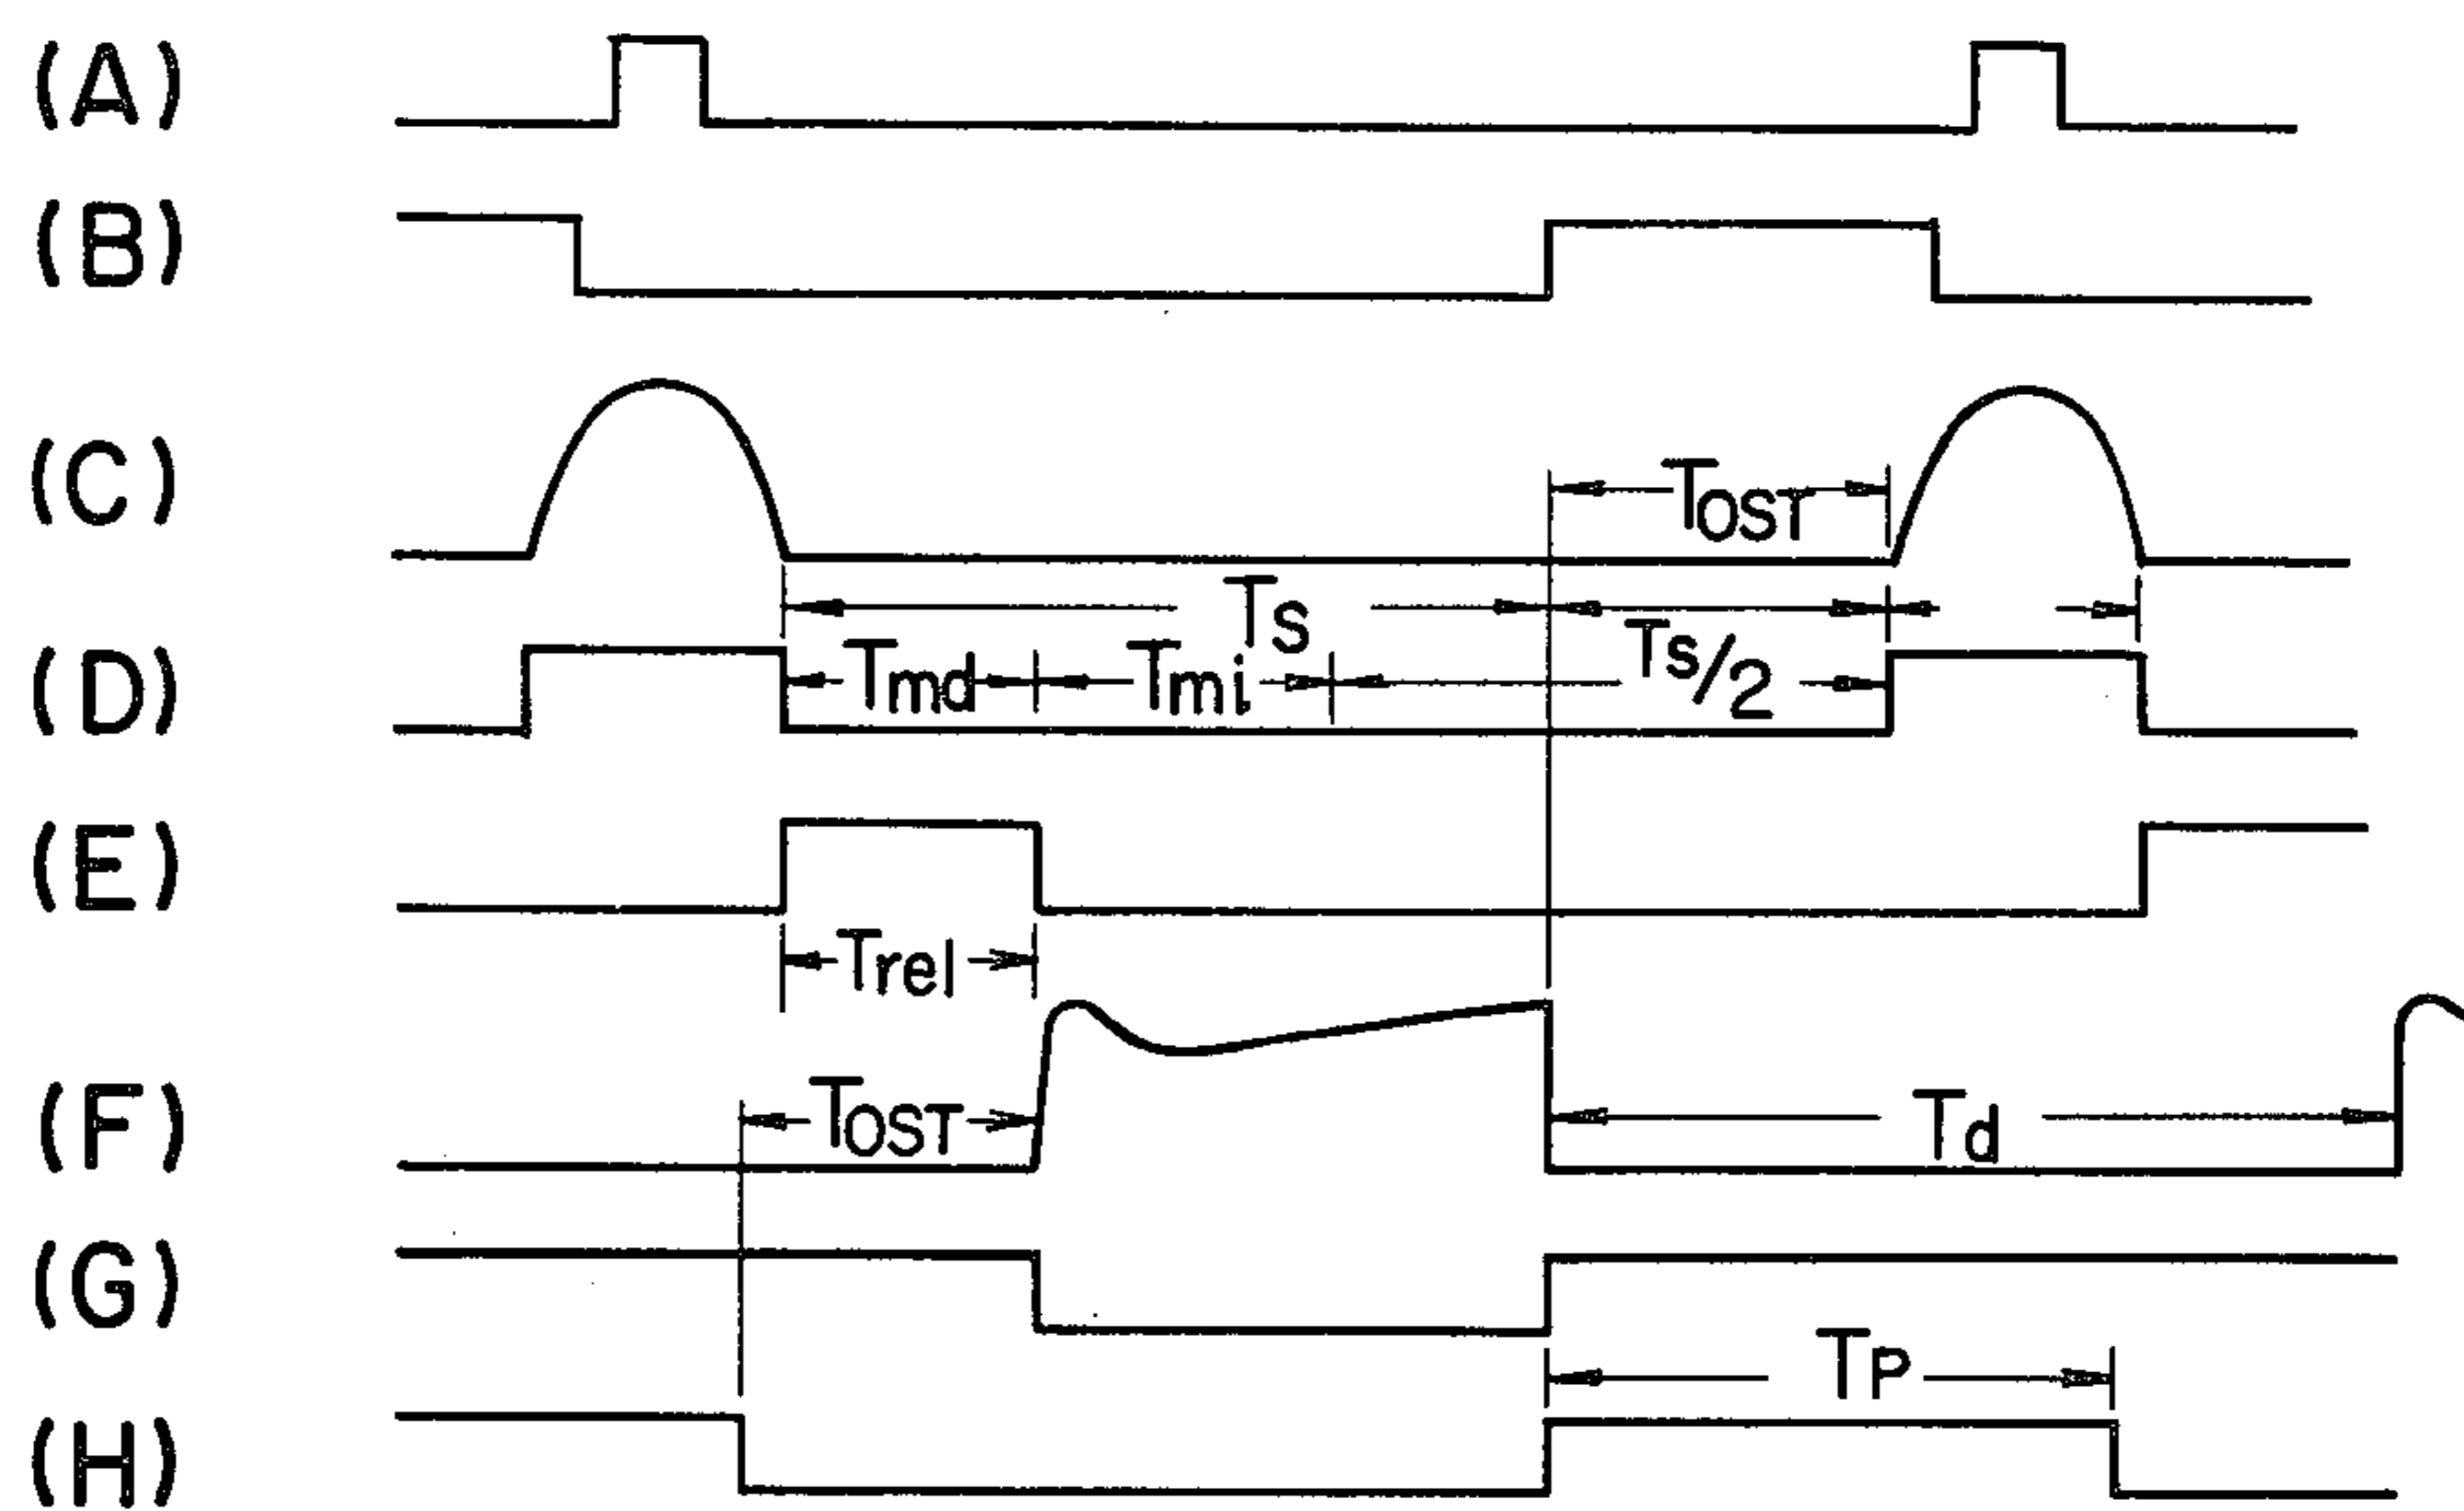 (A)
(B)
(C)
TOST
TS
(D)
Tmd
Tmi
Ts/2
(E)
Trel
(F)
TOST
Td
(G)
TP
(H)